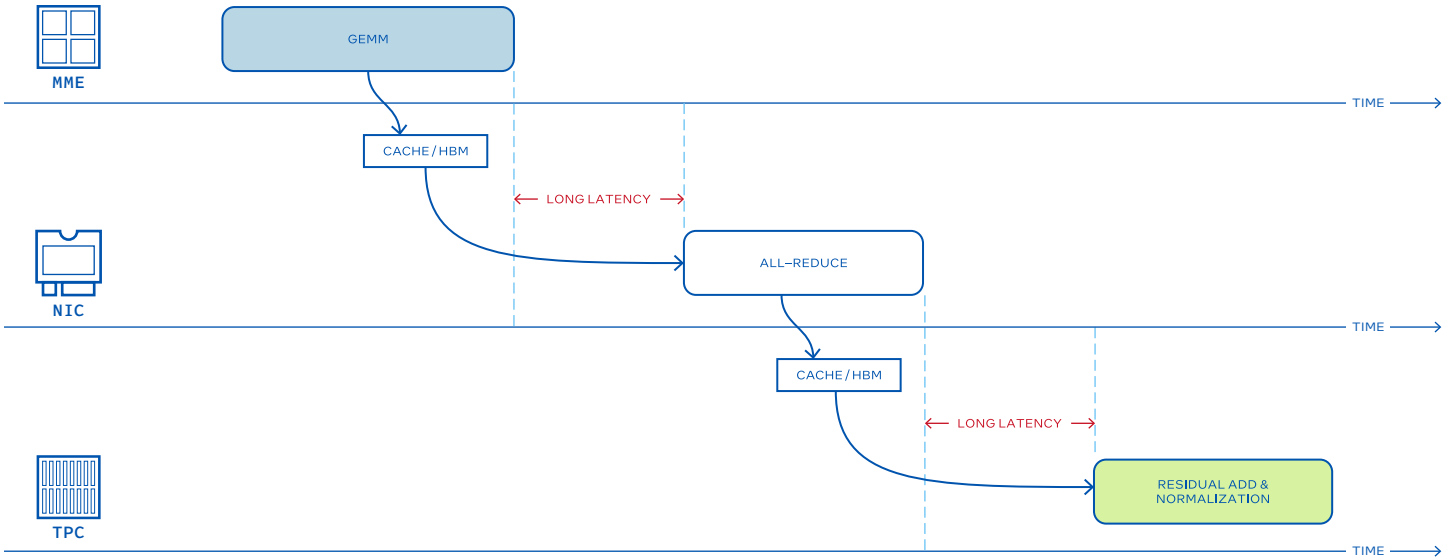 GEMM
MME
TIME
CACHE/HBM
LONG LATENCY
ALL–REDUCE
NIC
TIME
CACHE/HBM
LONG LATENCY
RESIDUAL ADD &
NORMALIZATION
TPC
TIME